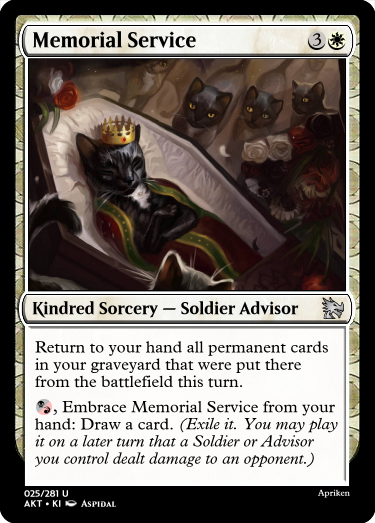 Memorial Service 3
Kindred Sorcery — Soldier Advisor
Return to your hand all permanent cards
in your graveyard that were put there
from the battlefield this turn.
, Embrace Memorial Service from your
hand: Draw a card. (Exile it. You may play
it on a later turn that a Soldier or Advisor
you control dealt damage to an opponent.)
025/281 U Apriken
AKT • KI Aspidal